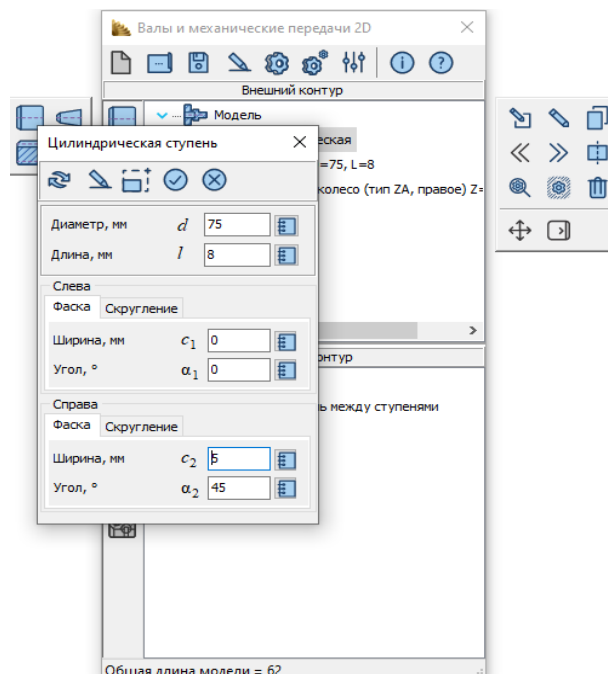 Валы и механические передачи 2D
Внешний контур
Модель
еская
=75, L=8
колесо (тип ZA, правое) Z=
Цилиндрическая ступень
Диаметр, мм d 75
Длина, мм l 8
Слева
Фаска Скругление
Ширина, мм c1 0
Угол, ° α1 0
Справа
Фаска Скругление
Ширина, мм c2 5
Угол, ° α2 45
онтур
ь между ступенями
Общая длина модели = 62